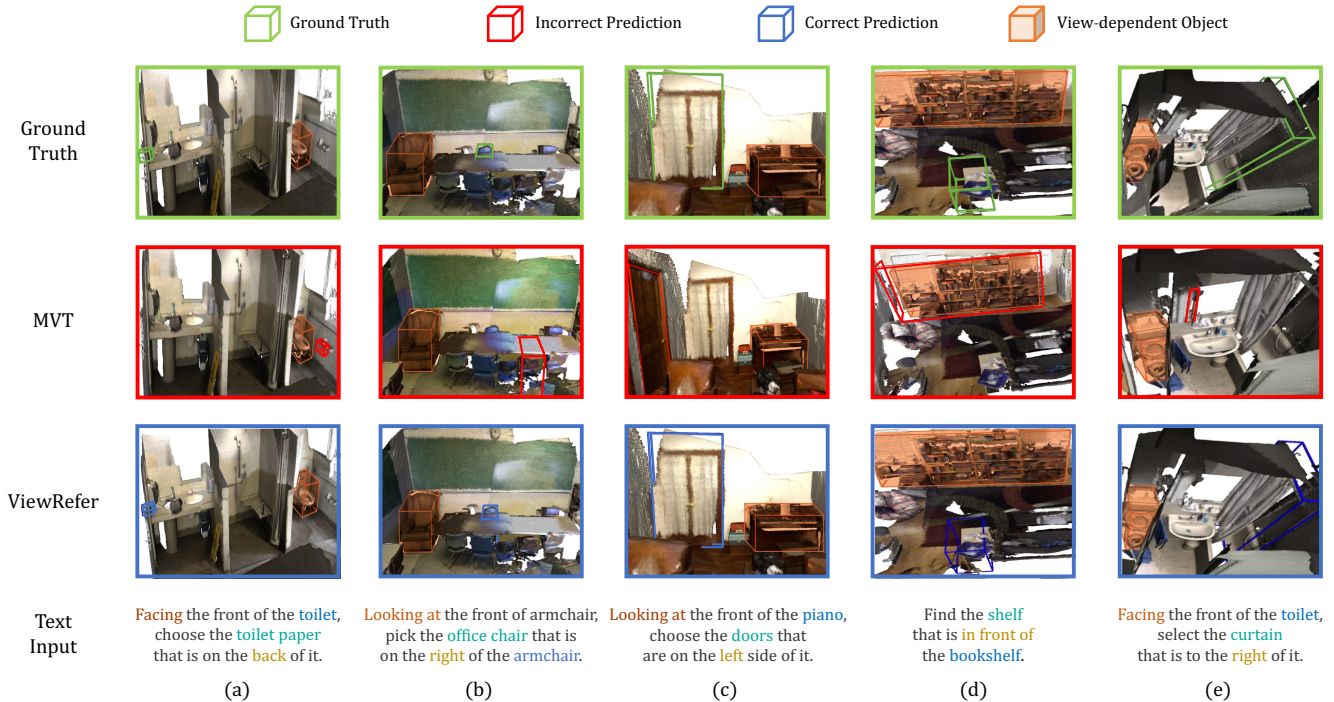 Ground Truth
Incorrect Prediction
Correct Prediction
View-dependent Object
Ground
Truth
MVT
ViewRefer
Text
Input
Facing the front of the toilet,
choose the toilet paper
that is on the back of it.
Looking at the front of armchair,
pick the office chair that is
on the right of the armchair.
Looking at the front of the piano,
choose the doors that
are on the left side of it.
Find the shelf
that is in front of
the bookshelf.
Facing the front of the toilet,
select the curtain
that is to the right of it.
(a)
(b)
(c)
(d)
(e)